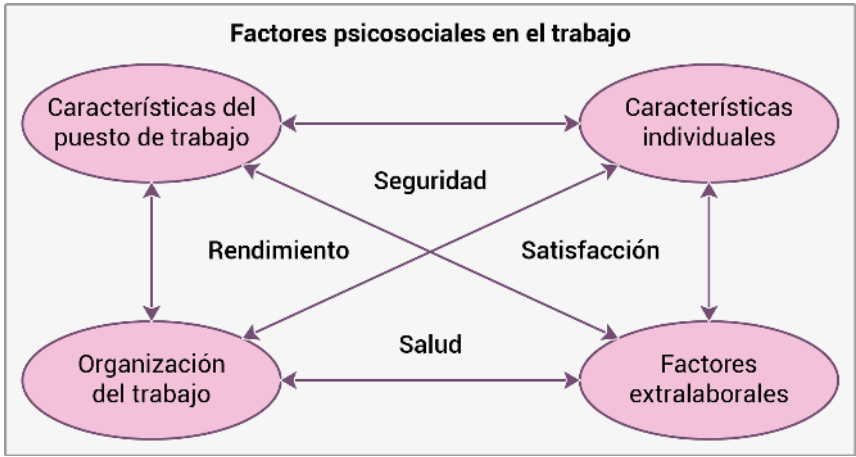 Factores psicosociales en el trabajo
Características del
puesto de trabajo
Características
individuales
Seguridad
Rendimiento
Satisfacción
Salud
Organización
del trabajo
Factores
extralaborales